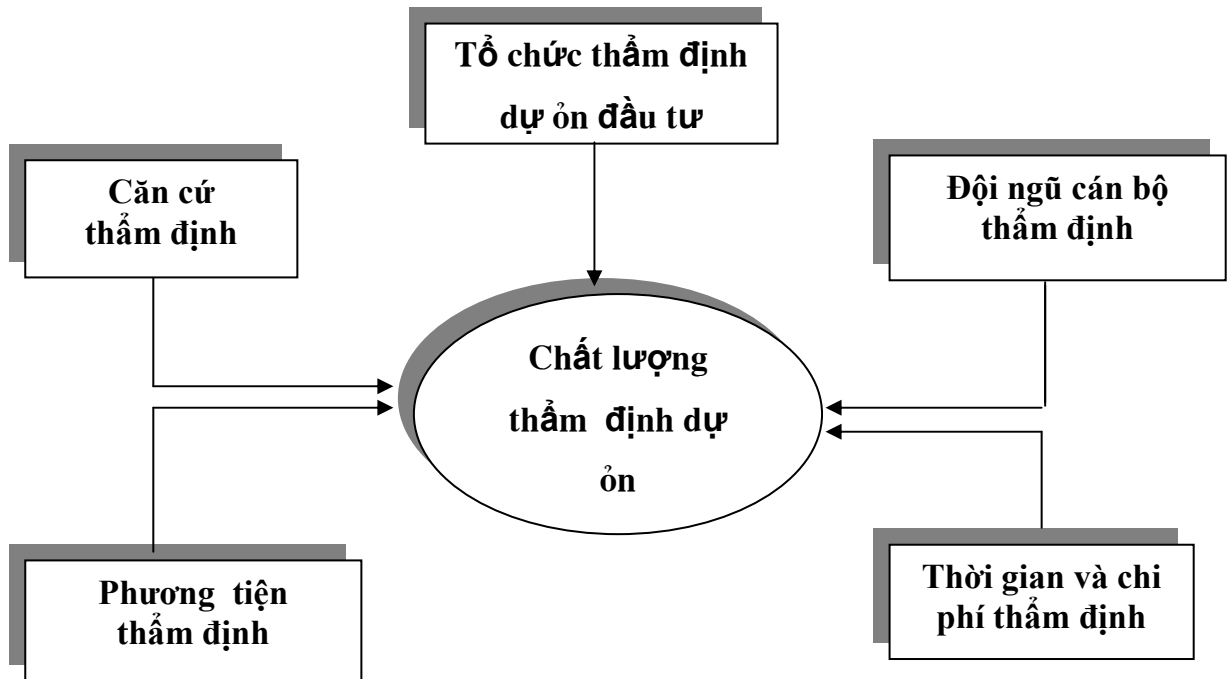 Tổ chức thẩm định
dự ỏn đầu tư
Căn cứ
thẩm định
Đội ngũ cán bộ
thẩm định
Chất lượng
thẩm định dự
ỏn
Phương tiện
thẩm định
Thời gian và chi
phí thẩm định